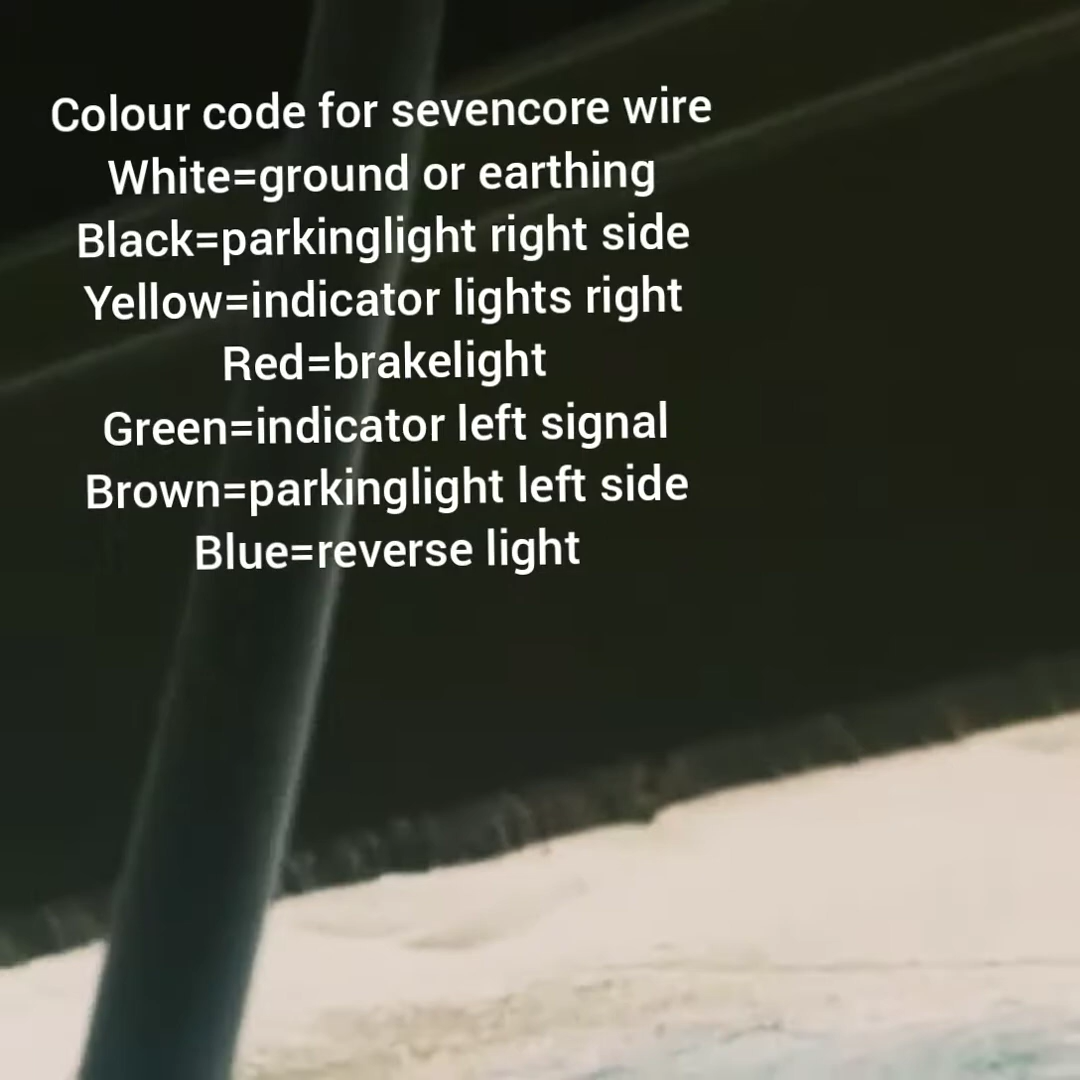 Colour code for sevencore wire
White=ground or earthing
Black=parkinglight right side
Yellow=indicator lights right
Red=brakelight
Green=indicator left signal
Brown=parkinglight left side
Blue=reverse light